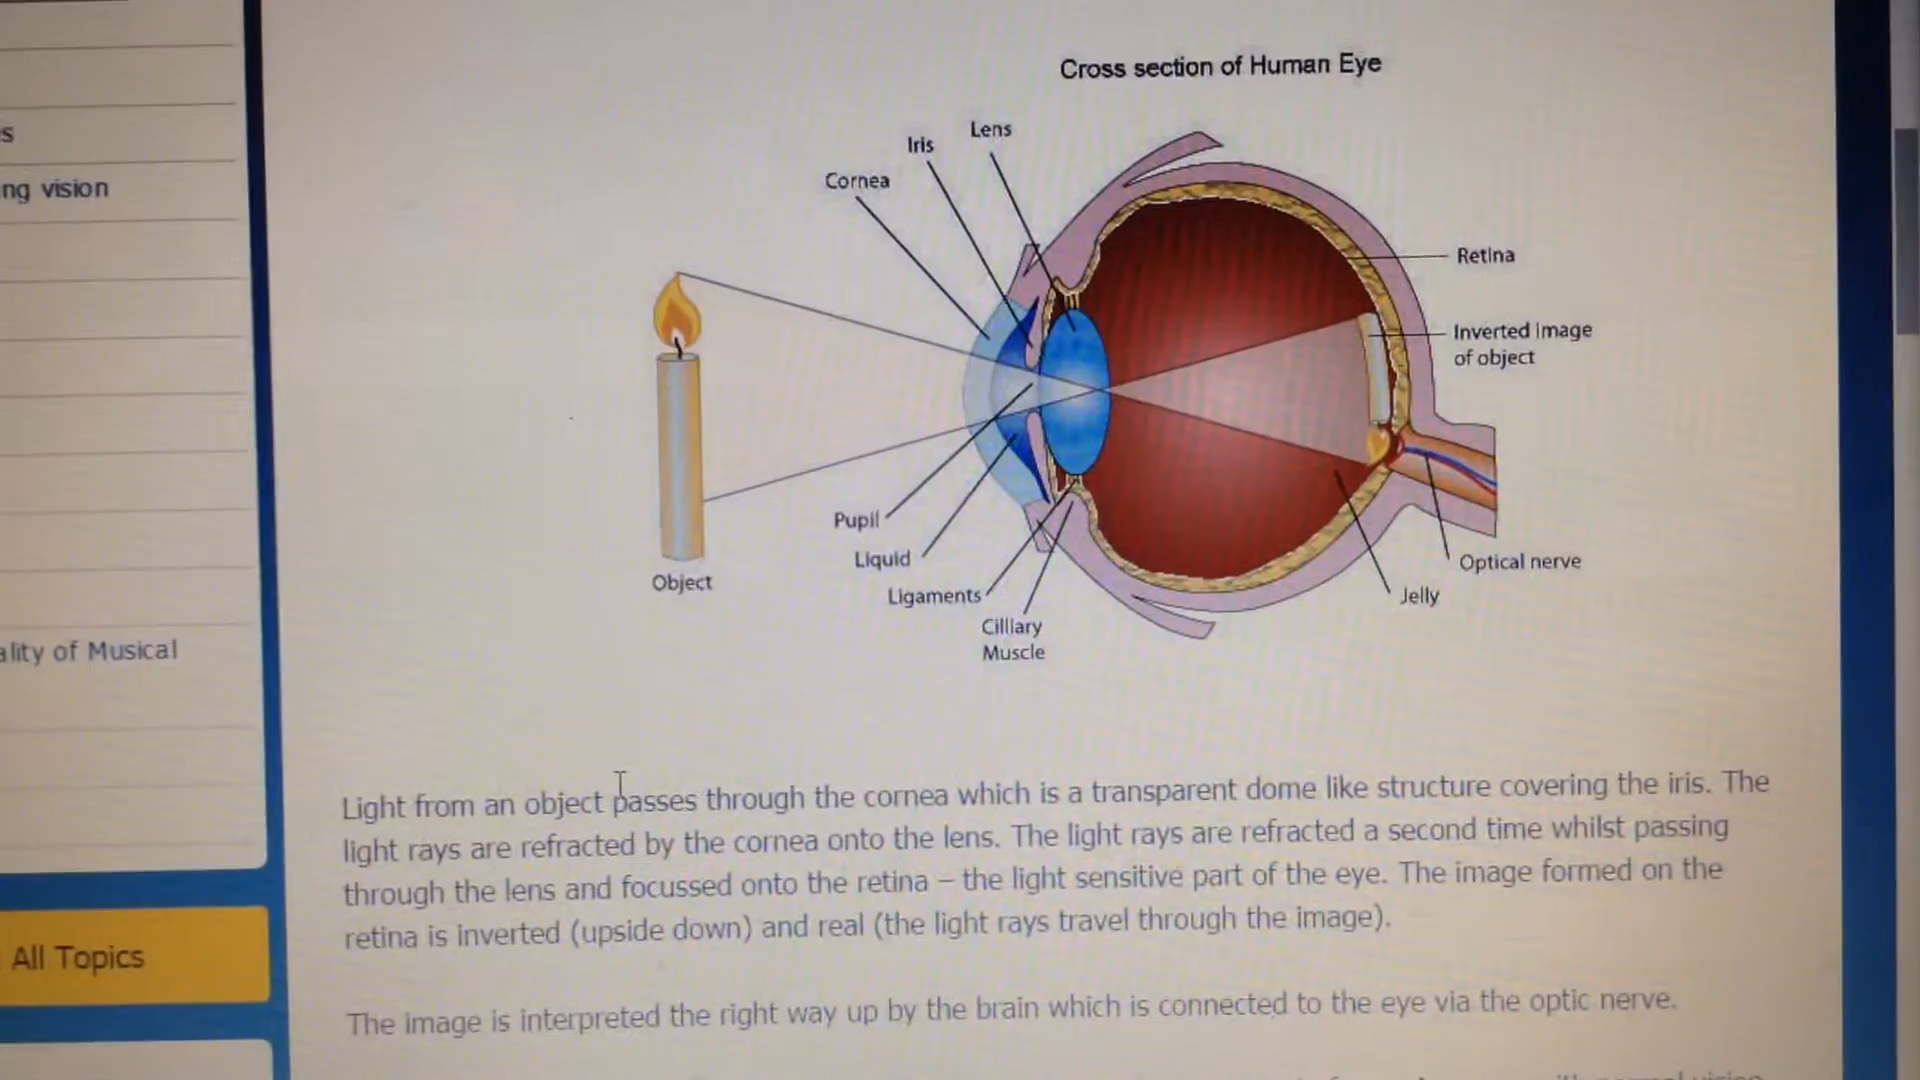 s
ng vision
ality of Musical
All Topics
Cross section of Human Eye
Lens
Iris
Cornea
Retina
Inverted image
of object
Pupil
Liquid
Ligaments
Cilliary
Muscle
Object
Optical nerve
Jelly
Light from an object passes through the cornea which is a transparent dome like structure covering the iris. The
light rays are refracted by the cornea onto the lens. The light rays are refracted a second time whilst passing
through the lens and focussed onto the retina – the light sensitive part of the eye. The image formed on the
retina is inverted (upside down) and real (the light rays travel through the image).
The image is interpreted the right way up by the brain which is connected to the eye via the optic nerve.